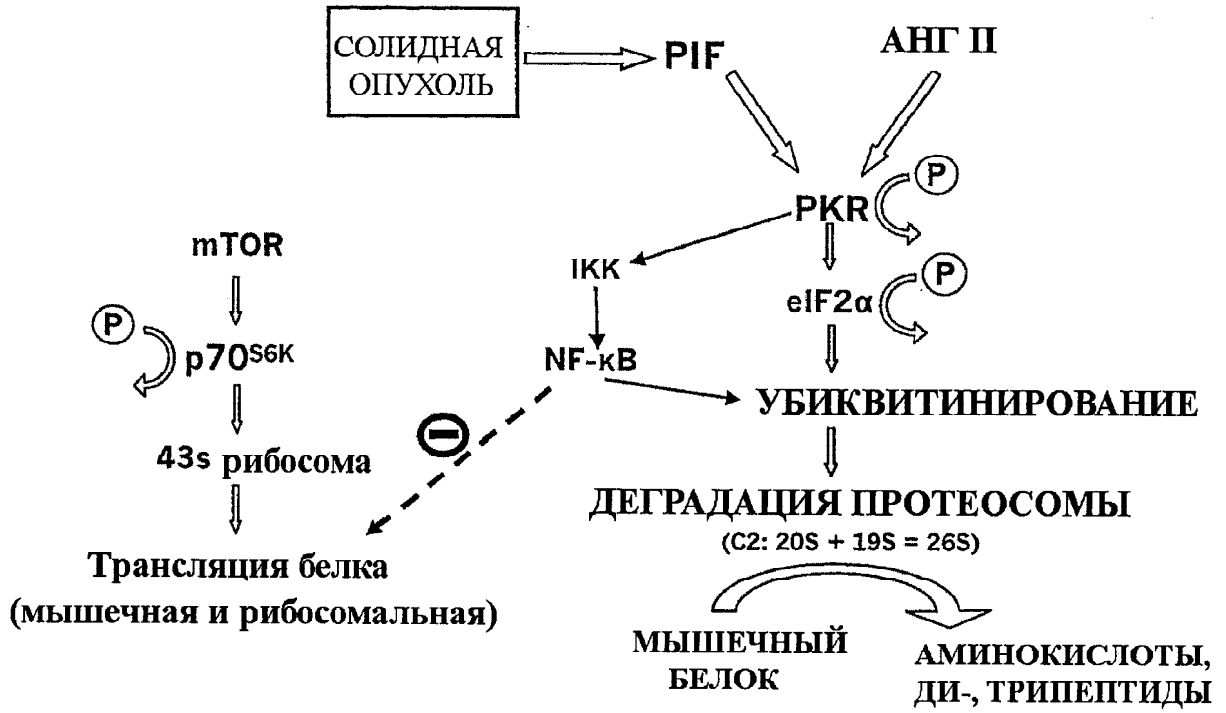 СОЛИДНАЯ
ОПУХОЛЬ
PIF
АНГ II
P
PKR
mTOR
IKK
P
eIF2α
P
p70S6K
NF-κB
УБИКВИТИНИРОВАНИЕ
43s рибосома
ДЕГРАДАЦИЯ ПРОТЕОСОМЫ
(C2: 20S + 19S = 26S)
Трансляция белка
(мышечная и рибосомальная)
МЫШЕЧНЫЙ
БЕЛОК
АМИНОКИСЛОТЫ,
ДИ-, ТРИПЕПТИДЫ